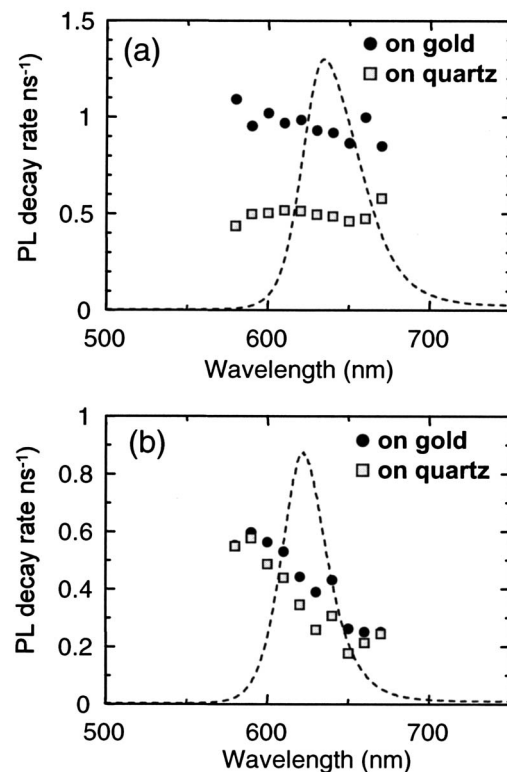 1.5
(a)
on gold
on quartz
1
0.5
0
PL decay rate ns⁻¹
500 600 700
Wavelength (nm)
1
(b)
on gold
on quartz
0.8
0.6
0.4
0.2
0
PL decay rate ns⁻¹
500 600 700
Wavelength (nm)